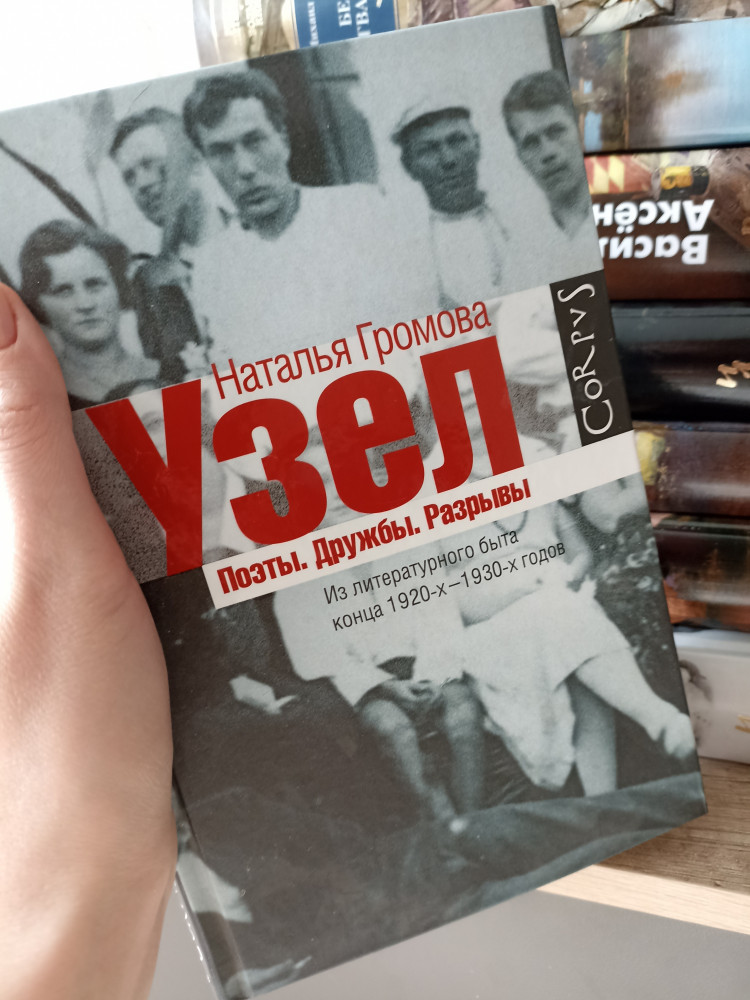 Наталья Громова
Узел
Поэты. Дружбы. Разрывы
Из литературного быта
конца 1920-х–1930-х годов
CORPVS
Аксён